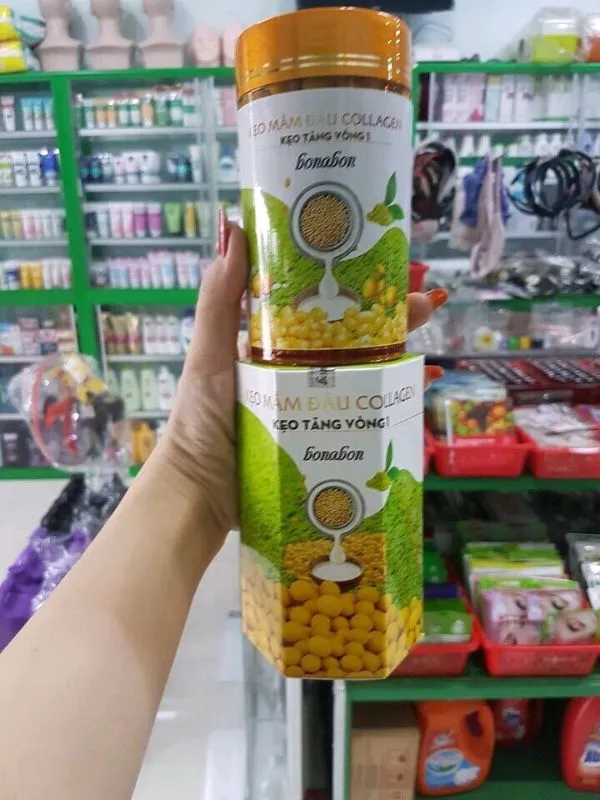 KẸO MẦM ĐẬU COLLAGEN
KẸO TĂNG VÒNG 1
bonabon
KẸO MẦM ĐẬU COLLAGEN
KẸO TĂNG VÒNG 1
bonabon